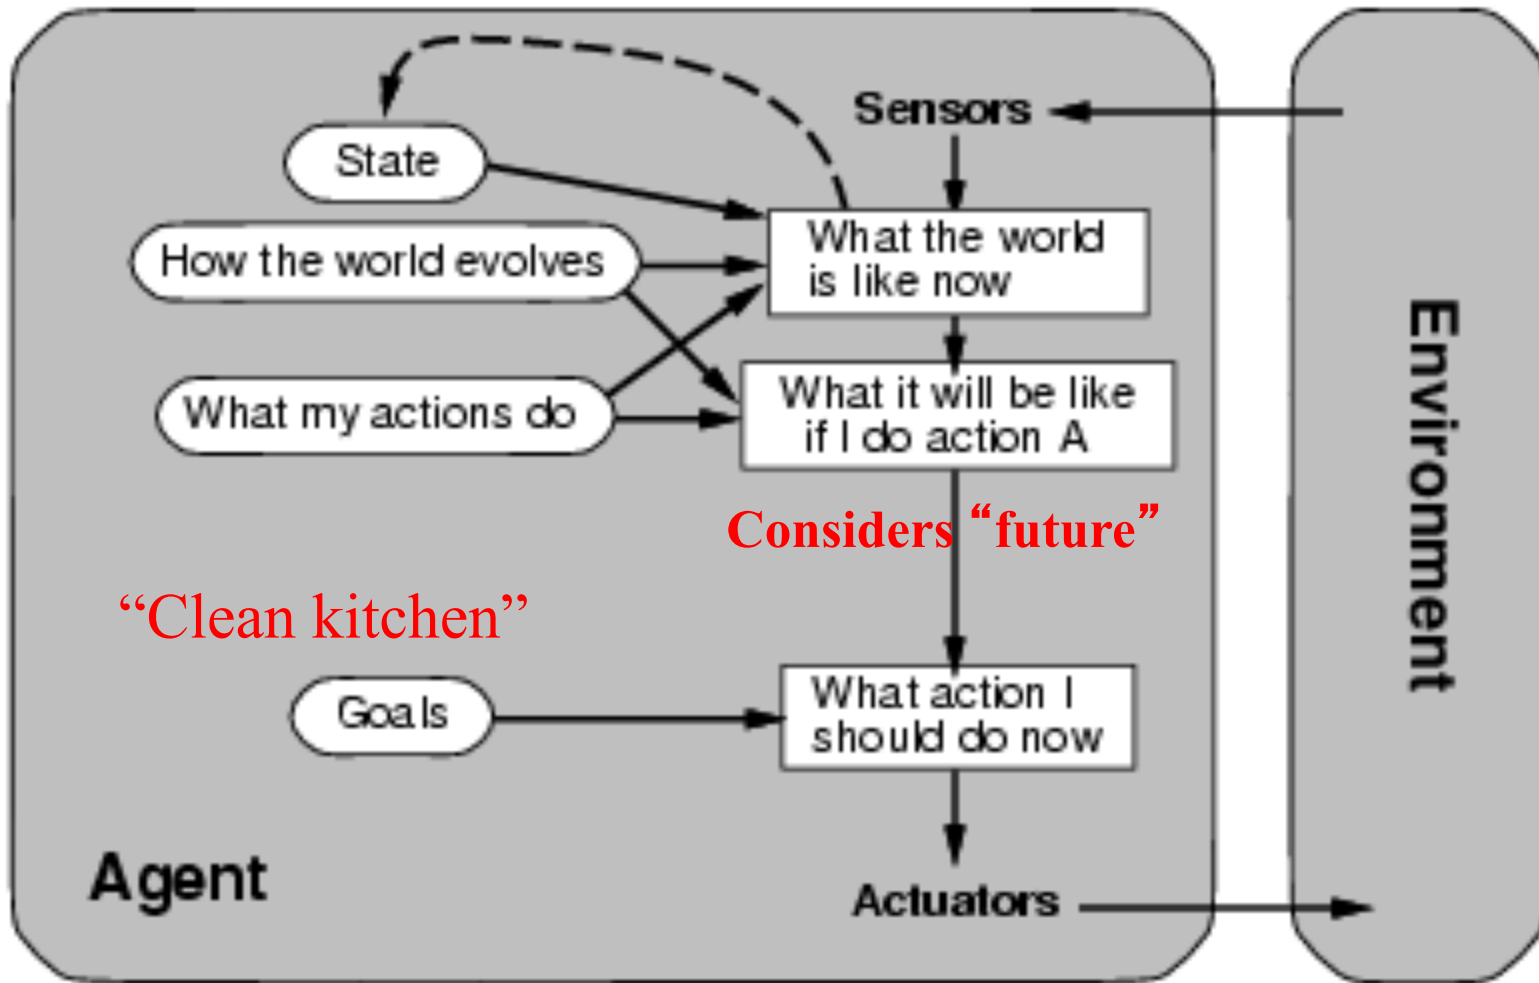 Sensors
State
What the world
is like now
How the world evolves
What my actions do
What it will be like
if I do action A
Considers “future”
“Clean kitchen”
Goals
What action I
should do now
Agent
Actuators
Environment